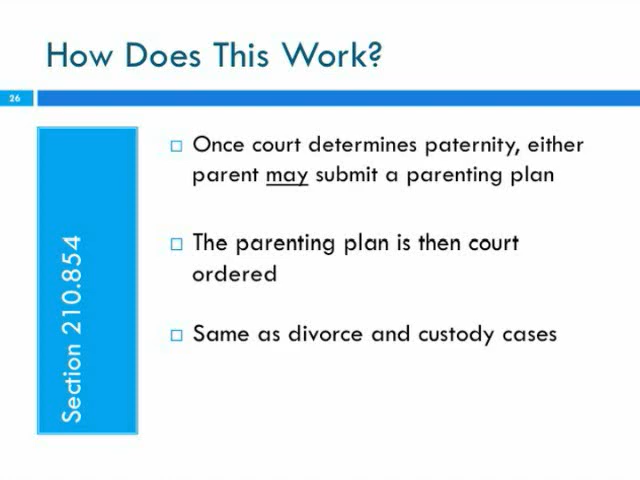 How Does This Work?
26
Section 210.854
Once court determines paternity, either
parent may submit a parenting plan
The parenting plan is then court
ordered
Same as divorce and custody cases